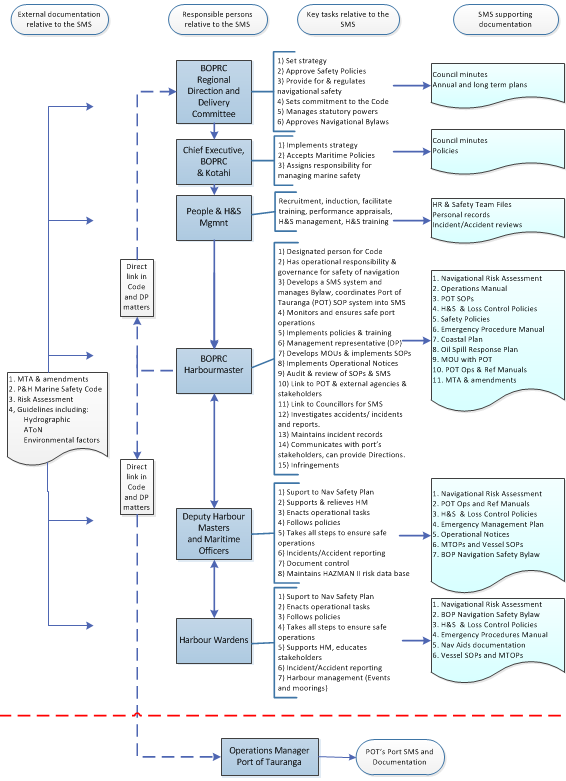 External documentation
relative to the SMS
Responsible persons
relative to the SMS
Key tasks relative to the
SMS
SMS supporting
documentation
BOPRC
Regional
Direction and
Delivery
Committee
1) Set strategy
2) Approve Safety Policies
3) Provide for & regulates
navigational safety
4) Sets commitment to the Code
5) Manages statutory powers
6) Approves Navigational Bylaws
Council minutes
Annual and long term plans
Chief Executive,
BOPRC
& Kotahi
1) Implements strategy
2) Accepts Maritime Policies
3) Assigns responsibility for
managing marine safety
Council minutes
Policies
People & H&S
Mgmnt
Recruitment, induction, facilitate
training, performance appraisals,
H&S management, H&S training
HR & Safety Team Files
Personal records
Incident/Accident reviews
Direct
link in
Code
and DP
matters
BOPRC
Harbourmaster
1) Designated person for Code
2) Has operational responsibility &
governance for safety of navigation
3) Develops a SMS system and
manages Bylaw, coordinates Port of
Tauranga (POT) SOP system into SMS
4) Monitors and ensures safe port
operations
5) Implements policies & training
6) Management representative (DP)
7) Develops MOUs & implements SOPs
8) Implements Operational Notices
9) Audit & review of SOPs & SMS
10) Link to POT & external agencies &
stakeholders
11) Link to Councillors for SMS
12) Investigates accidents/ incidents
and reports.
13) Maintains incident records
14) Communicates with port's
stakeholders, can provide Directions.
15) Infringements
1. Navigational Risk Assessment
2. Operations Manual
3. POT SOPs
4. H&S & Loss Control Policies
5. Safety Policies
6. Emergency Procedure Manual
7. Coastal Plan
8. Oil Spill Response Plan
9. MOU with POT
10. POT Ops & Ref Manuals
11. MTA & amendments
1. MTA & amendments
2. P&H Marine Safety Code
3. Risk Assessment
4, Guidelines including:
Hydrographic
AToN
Environmental factors
Direct
link in
Code
and DP
matters
Deputy Harbour
Masters
and Maritime
Officers
1) Suport to Nav Safety Plan
2) Supports & relieves HM
3) Enacts operational tasks
4) Follows policies
5) Takes all steps to ensure safe
operations
6) Incidents/Accident reporting
7) Document control
8) Maintains HAZMAN II risk data base
1. Navigational Risk Assessment
2. POT Ops and Ref Manuals
3. H&S & Loss Control Policies
4. Emergency Management Plan
5. Operational Notices
6. MTOPs and Vessel SOPs
7. BOP Navigation Safety Bylaw
Harbour Wardens
1) Suport to Nav Safety Plan
2) Enacts operational tasks
3) Follows policies
4) Takes all steps to ensure safe
operations
5) Supports HM, educates
stakeholders
6) Incident/Accident reporting
7) Harbour management (Events
and moorings)
1. Navigational Risk Assessment
2. BOP Navigation Safety Bylaw
3. H&S & Loss Control Policies
4. Emergency Procedures Manual
5. Nav Aids documentation
6. Vessel SOPs and MTOPs
Operations Manager
Port of Tauranga
POT's Port SMS and
Documentation